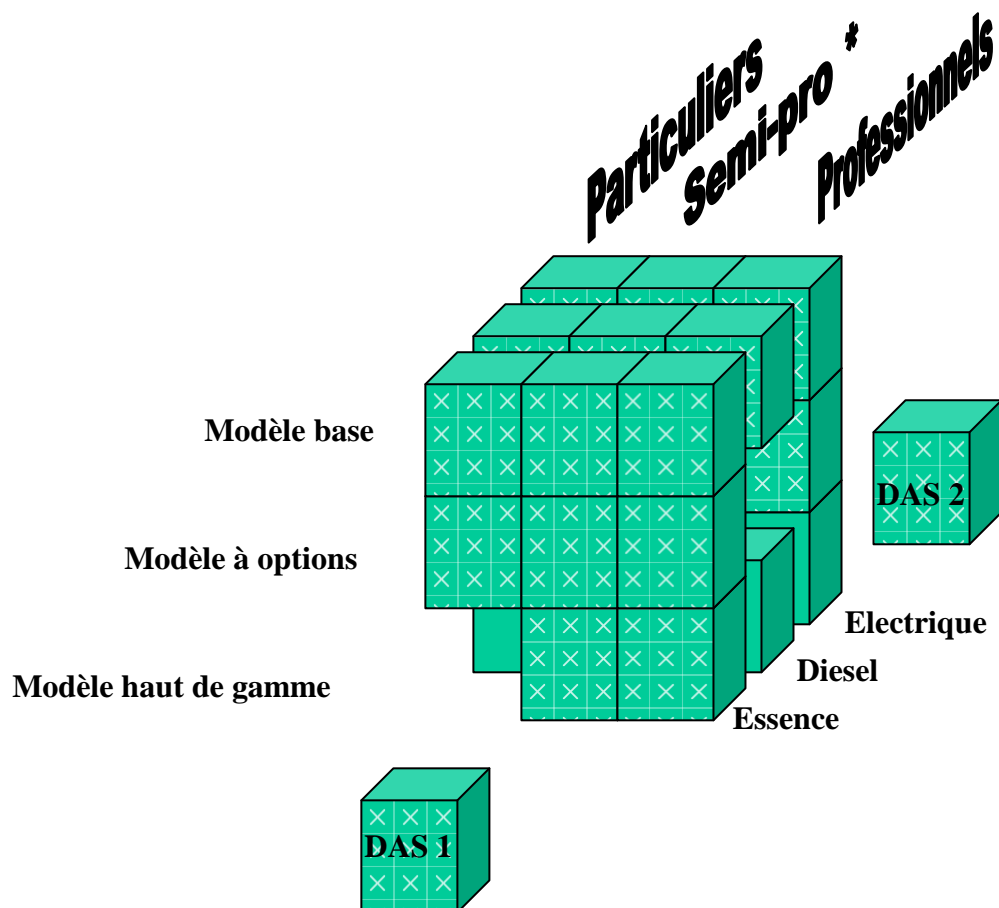 Particuliers
Semi-pro *
Professionnels
Modèle base
DAS 2
Modèle à options
Electrique
Diesel
Modèle haut de gamme
Essence
DAS 1